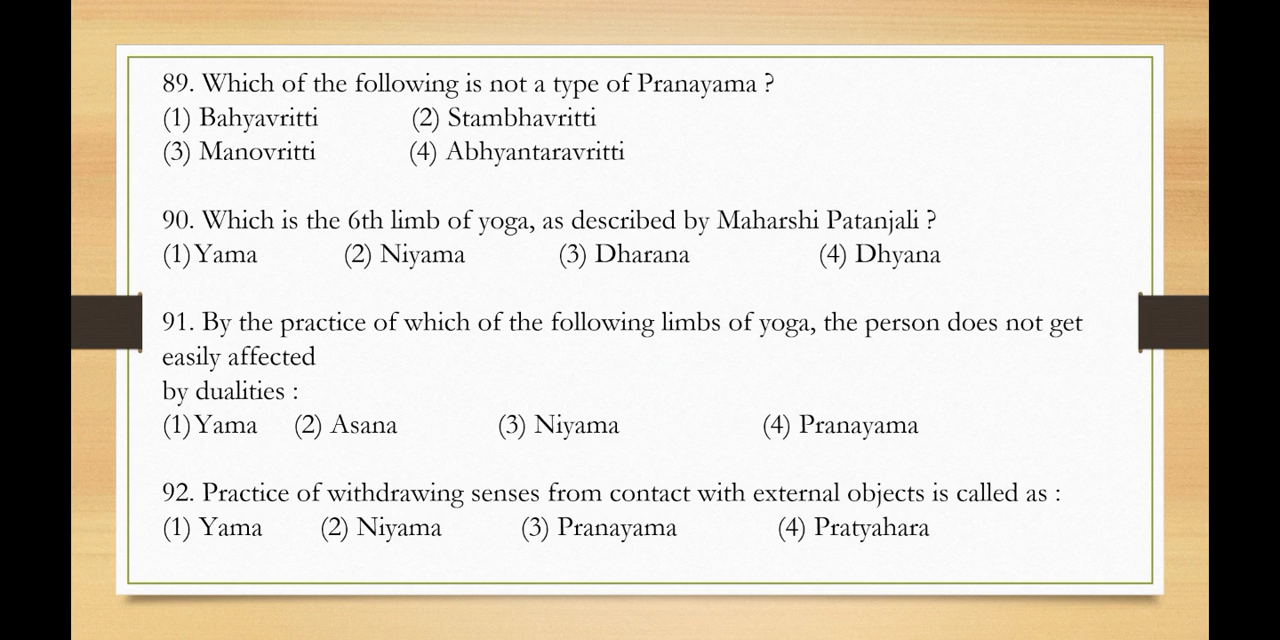 89. Which of the following is not a type of Pranayama ?
(1) Bahyavritti (2) Stambhavritti
(3) Manovritti (4) Abhyantaravritti
90. Which is the 6th limb of yoga, as described by Maharshi Patanjali ?
(1)Yama (2) Niyama (3) Dharana (4) Dhyana
91. By the practice of which of the following limbs of yoga, the person does not get
easily affected
by dualities :
(1)Yama (2) Asana (3) Niyama (4) Pranayama
92. Practice of withdrawing senses from contact with external objects is called as :
(1) Yama (2) Niyama (3) Pranayama (4) Pratyahara